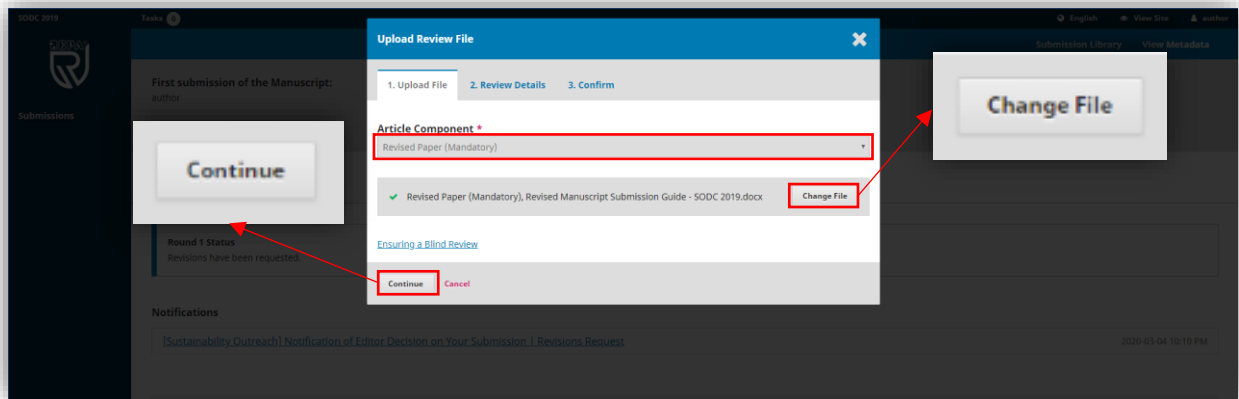 SODC 2019
Tasks 0
English
View Site
author
Submission Library
View Metadata
Upload Review File
First submission of the Manuscript:
author
Submissions
1. Upload File
2. Review Details
3. Confirm
Article Component *
Revised Paper (Mandatory)
Change File
Continue
Revised Paper (Mandatory), Revised Manuscript Submission Guide - SODC 2019.docx
Change File
Ensuring a Blind Review
Round 1 Status
Revisions have been requested.
Continue
Cancel
Notifications
[Sustainability Outreach] Notification of Editor Decision on Your Submission | Revisions Request
2020-03-04 10:16 PM